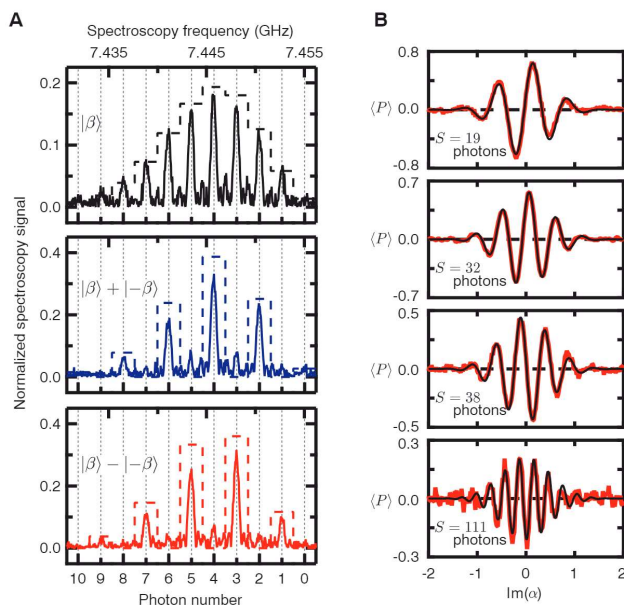 A
Spectroscopy frequency (GHz)
7.435 7.445 7.455
Normalized spectroscopy signal
0.2
0.1
0.0
|β⟩
0.4
0.2
0.0
|β⟩ + |−β⟩
0.4
0.2
0.0
|β⟩ − |−β⟩
10 9 8 7 6 5 4 3 2 1 0
Photon number
B
0.8
⟨P⟩ 0.0
-0.8
S = 19
photons
0.7
⟨P⟩ 0.0
-0.7
S = 32
photons
0.5
⟨P⟩ 0.0
-0.5
S = 38
photons
0.3
⟨P⟩ 0.0
-0.3
S = 111
photons
-2 -1 0 1 2
Im(α)